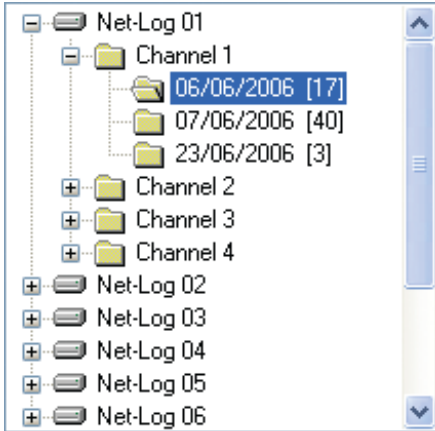 Net-Log 01
Channel 1
06/06/2006 [17]
07/06/2006 [40]
23/06/2006 [3]
Channel 2
Channel 3
Channel 4
Net-Log 02
Net-Log 03
Net-Log 04
Net-Log 05
Net-Log 06